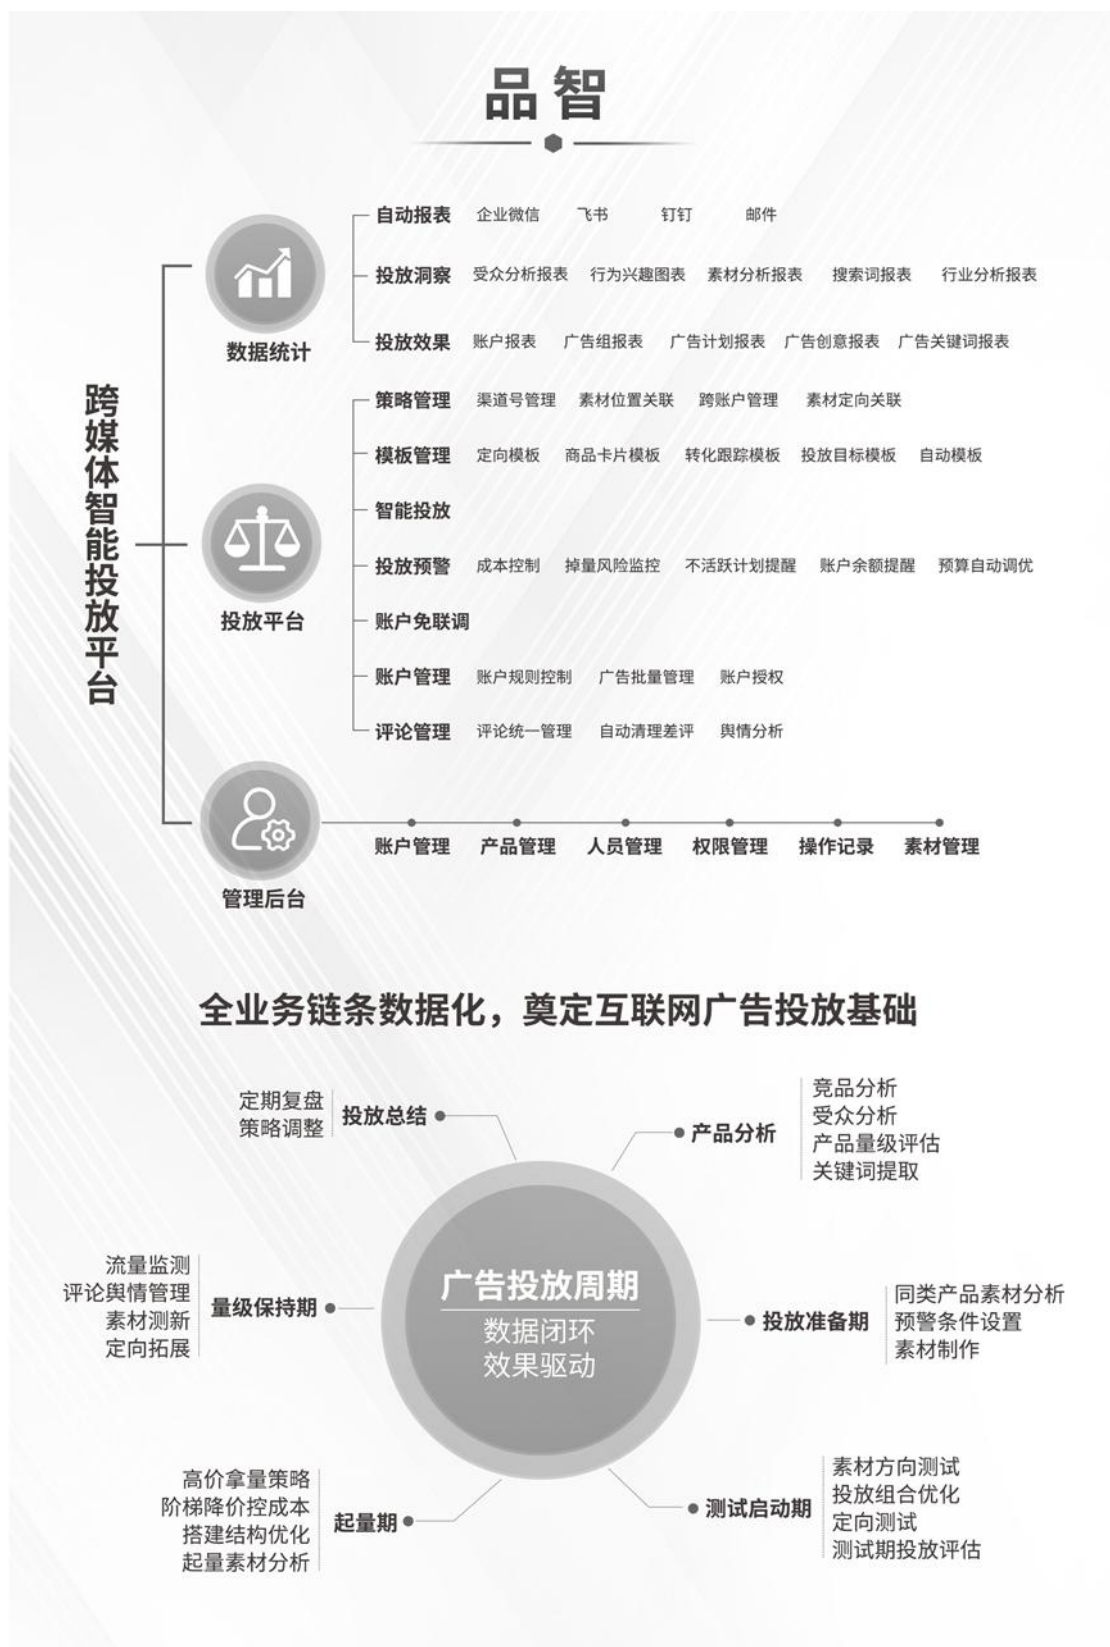 品智
跨媒体智能投放平台
数据统计
自动报表 企业微信 飞书 钉钉 邮件
投放洞察 受众分析报表 行为兴趣图表 素材分析报表 搜索词报表 行业分析报表
投放效果 账户报表 广告组报表 广告计划报表 广告创意报表 广告关键词报表
投放平台
策略管理 渠道号管理 素材位置关联 跨账户管理 素材定向关联
模板管理 定向模板 商品卡片模板 转化跟踪模板 投放目标模板 自动模板
智能投放
投放预警 成本控制 掉量风险监控 不活跃计划提醒 账户余额提醒 预算自动调优
账户免联调
账户管理 账户规则控制 广告批量管理 账户授权
评论管理 评论统一管理 自动清理差评 舆情分析
管理后台
账户管理 产品管理 人员管理 权限管理 操作记录 素材管理
全业务链条数据化，奠定互联网广告投放基础
广告投放周期
数据闭环
效果驱动
产品分析
竞品分析
受众分析
产品量级评估
关键词提取
投放准备期
同类产品素材分析
预警条件设置
素材制作
测试启动期
素材方向测试
投放组合优化
定向测试
测试期投放评估
起量期
高价拿量策略
阶梯降价控成本
搭建结构优化
起量素材分析
量级保持期
流量监测
评论舆情管理
素材测新
定向拓展
投放总结
定期复盘
策略调整